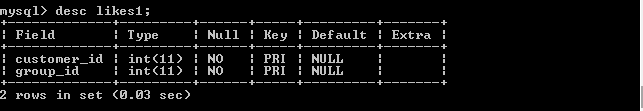 mysql> desc likes1;
+-------------+---------+------+-----+---------+-------+
| Field       | Type    | Null | Key | Default | Extra |
+-------------+---------+------+-----+---------+-------+
| customer_id | int(11) | NO   | PRI | NULL    |       |
| group_id    | int(11) | NO   | PRI | NULL    |       |
+-------------+---------+------+-----+---------+-------+
2 rows in set (0.03 sec)